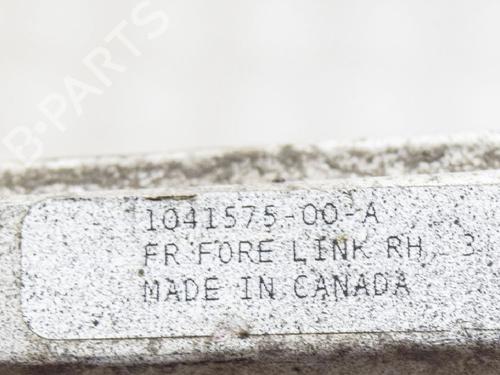 B-PARTS
1041575-00-A
FR FORE LINK RH, 3
MADE IN CANADA